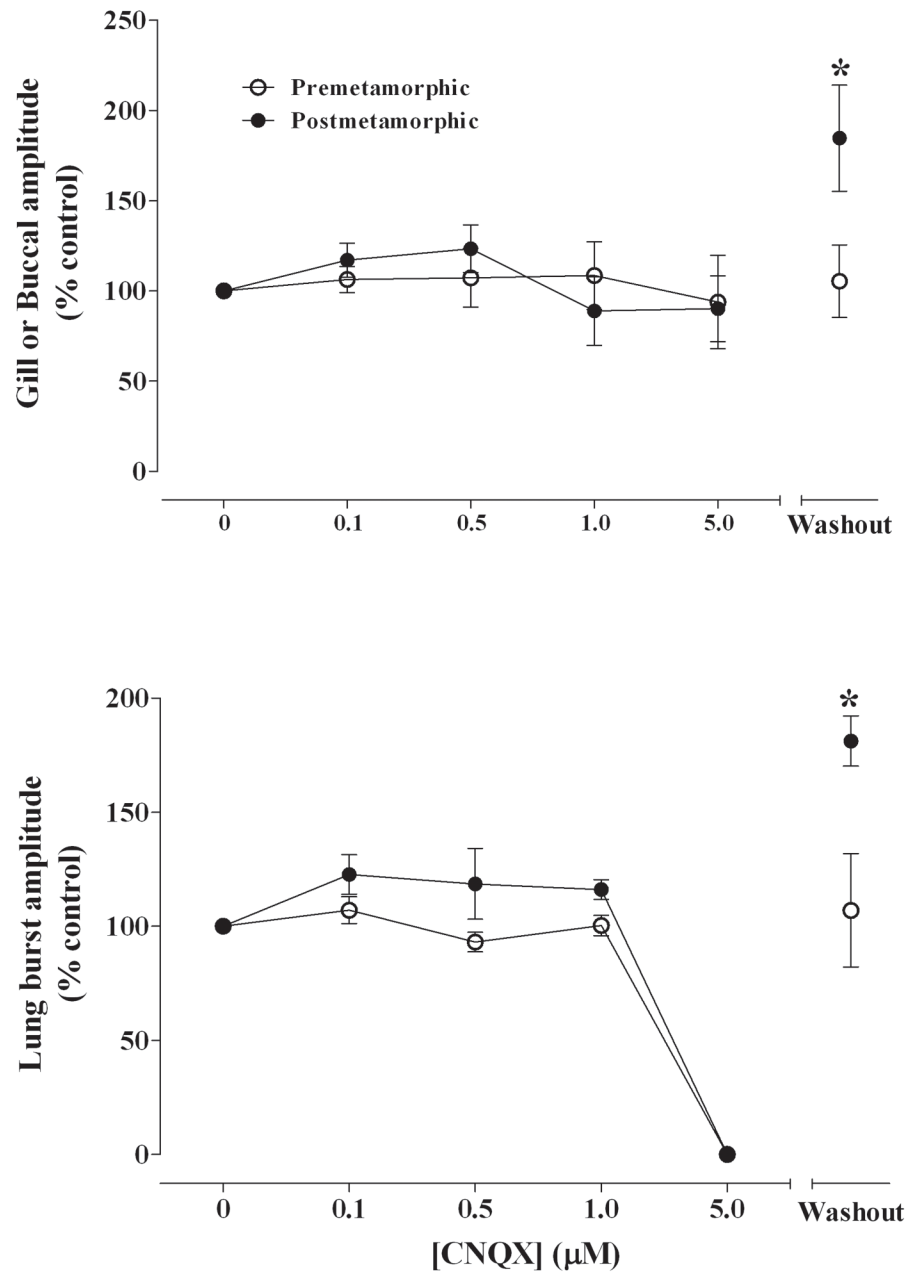 Gill or Buccal amplitude
(% control)
250
200
150
100
50
0
Premetamorphic
Postmetamorphic
*
0 0.1 0.5 1.0 5.0 Washout
Lung burst amplitude
(% control)
200
150
100
50
0
*
0 0.1 0.5 1.0 5.0 Washout
[CNQX] (μM)